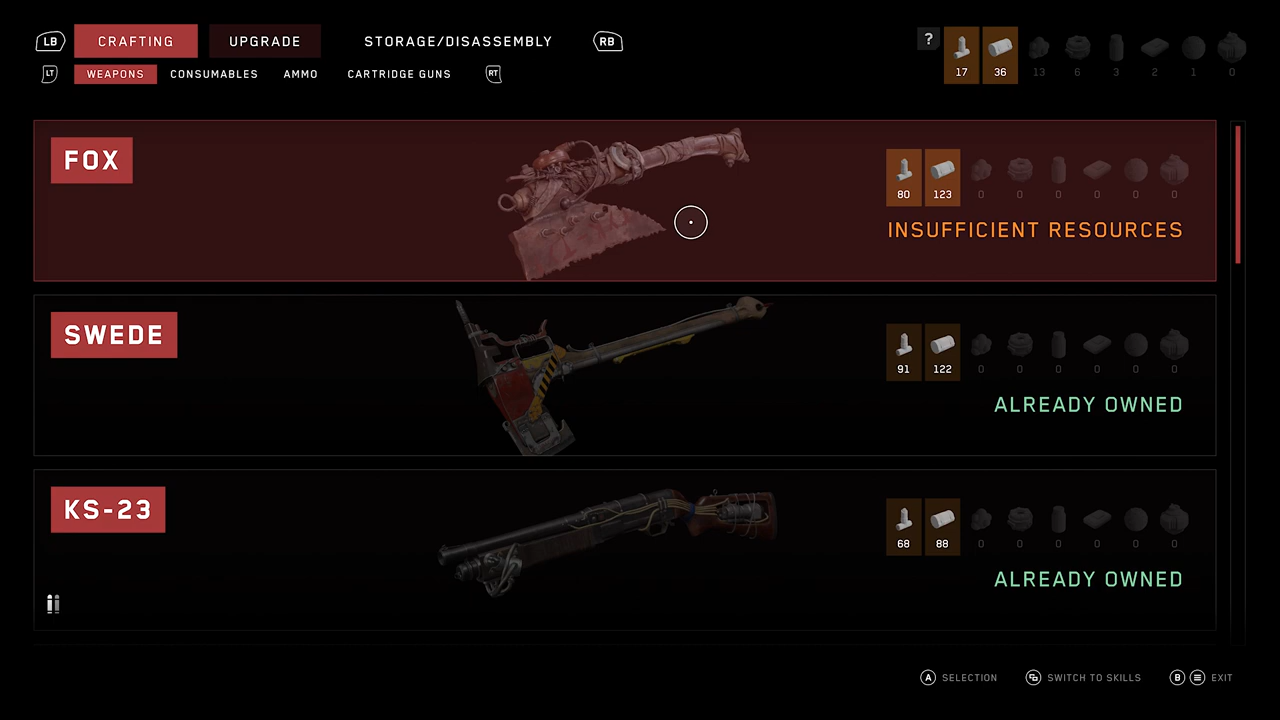 LB CRAFTING UPGRADE STORAGE/DISASSEMBLY RB ?
LT WEAPONS CONSUMABLES AMMO CARTRIDGE GUNS RT
17 36 13 6 3 2 1 0
FOX
80 123 0 0 0 0 0 0
INSUFFICIENT RESOURCES
SWEDE
91 122 0 0 0 0 0 0
ALREADY OWNED
KS-23
68 88 0 0 0 0 0 0
ALREADY OWNED
A SELECTION SWITCH TO SKILLS B EXIT